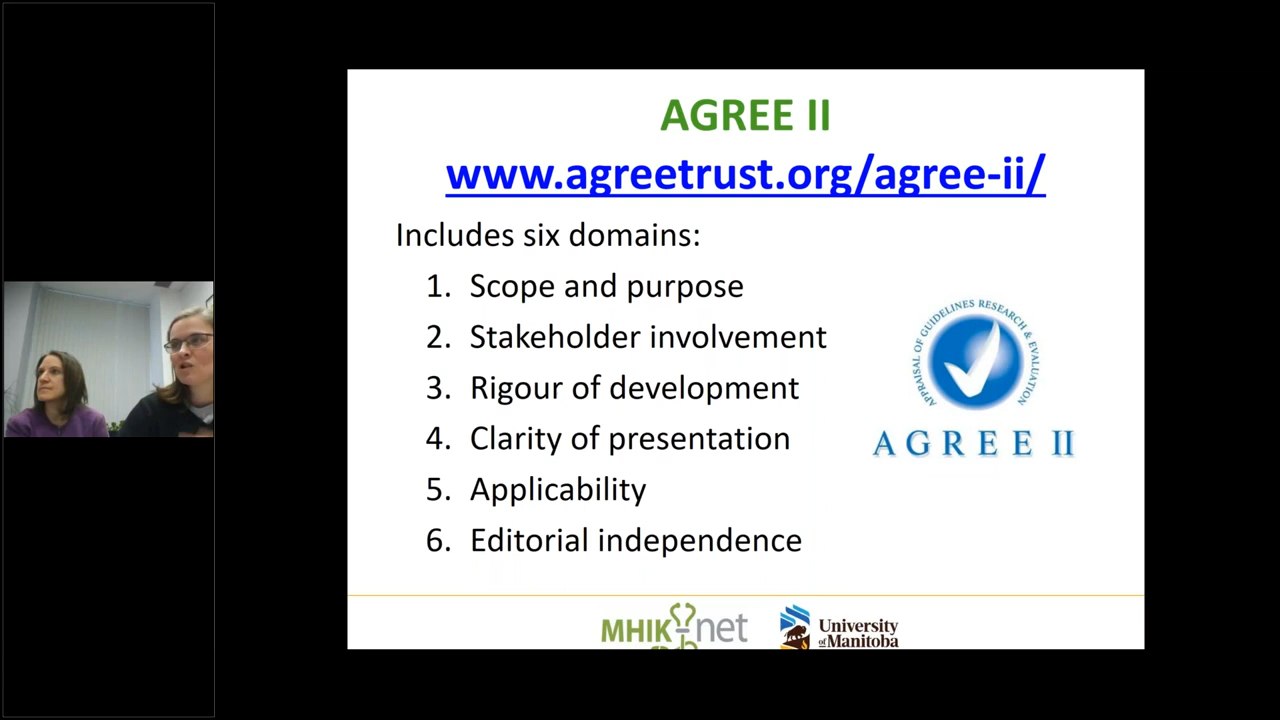 AGREE II
www.agreetrust.org/agree-ii/
Includes six domains:
1. Scope and purpose
2. Stakeholder involvement
3. Rigour of development
4. Clarity of presentation
5. Applicability
6. Editorial independence
APPRAISAL OF GUIDELINES RESEARCH & EVALUATION
AGREE II
MHIK-net
University
of Manitoba